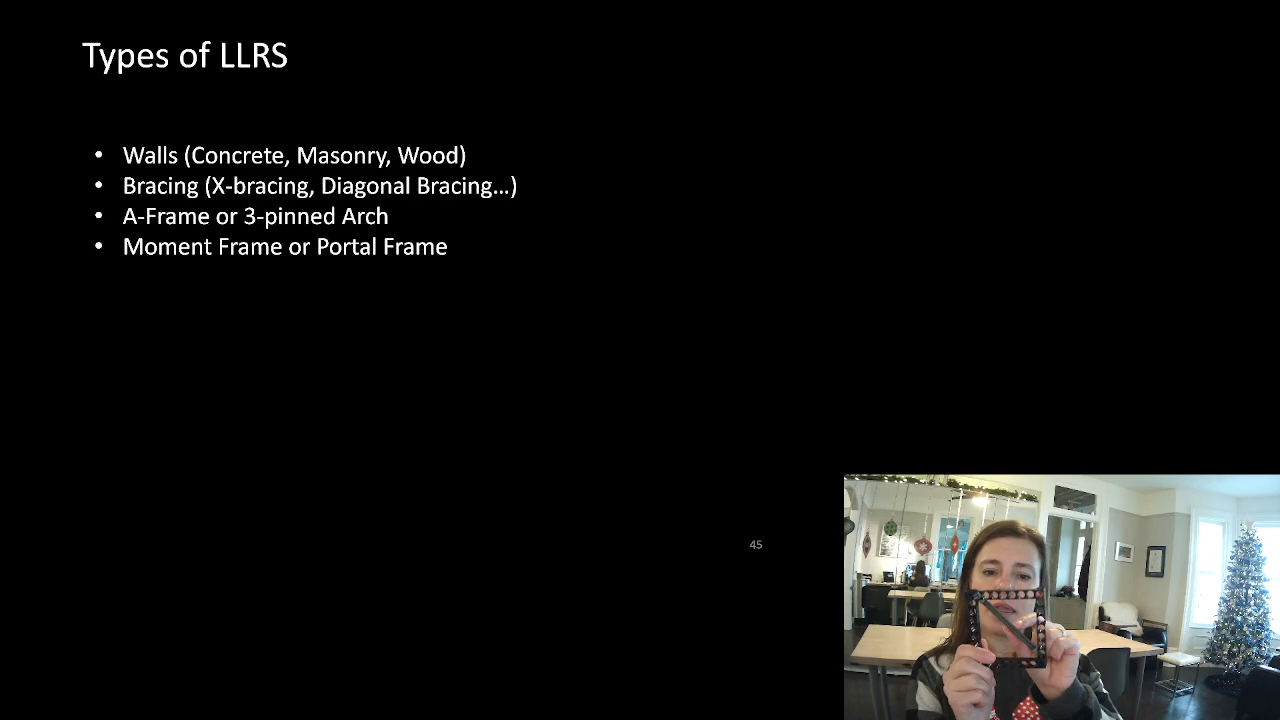 Types of LLRS
• Walls (Concrete, Masonry, Wood)
• Bracing (X-bracing, Diagonal Bracing…)
• A-Frame or 3-pinned Arch
• Moment Frame or Portal Frame
45